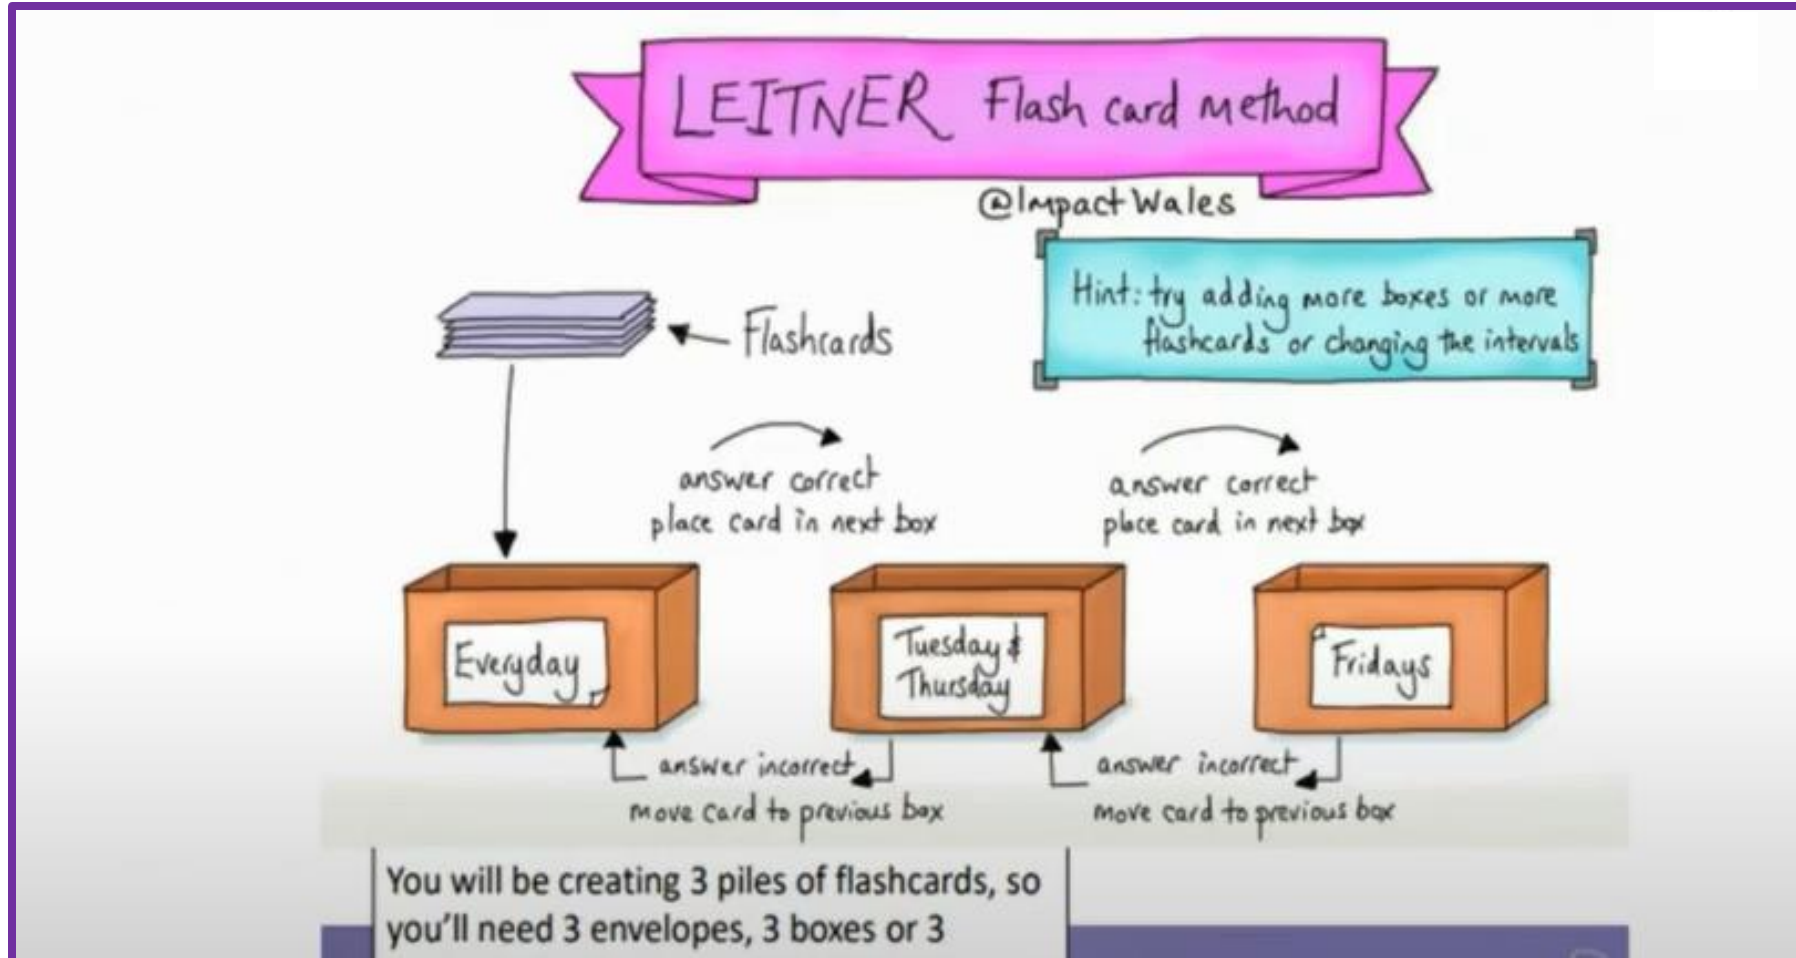 LEITNER Flash card method
@ImpactWales
Hint: try adding more boxes or more
flashcards or changing the intervals
Flashcards
answer correct
place card in next box
answer correct
place card in next box
Everyday
Tuesday &
Thursday
Fridays
answer incorrect
move card to previous box
answer incorrect
move card to previous box
You will be creating 3 piles of flashcards, so
you'll need 3 envelopes, 3 boxes or 3